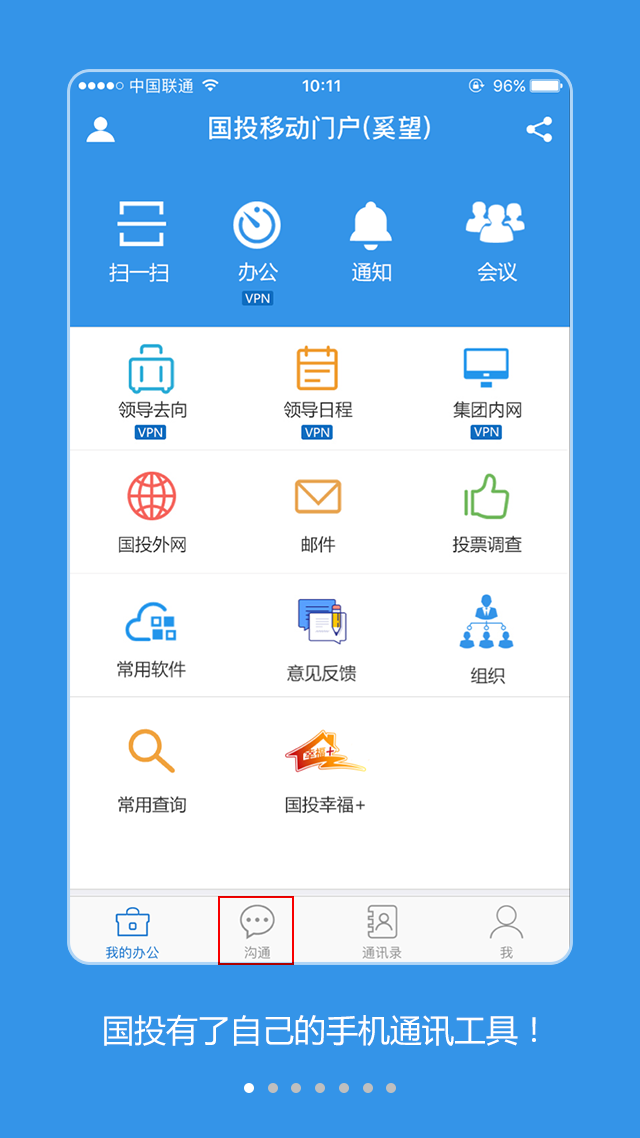 中国联通 10:11 96%
国投移动门户(奚望)
扫一扫 办公 通知 会议
VPN
领导去向 领导日程 集团内网
VPN VPN VPN
国投外网 邮件 投票调查
常用软件 意见反馈 组织
幸福+
常用查询 国投幸福+
我的办公 沟通 通讯录 我
国投有了自己的手机通讯工具！